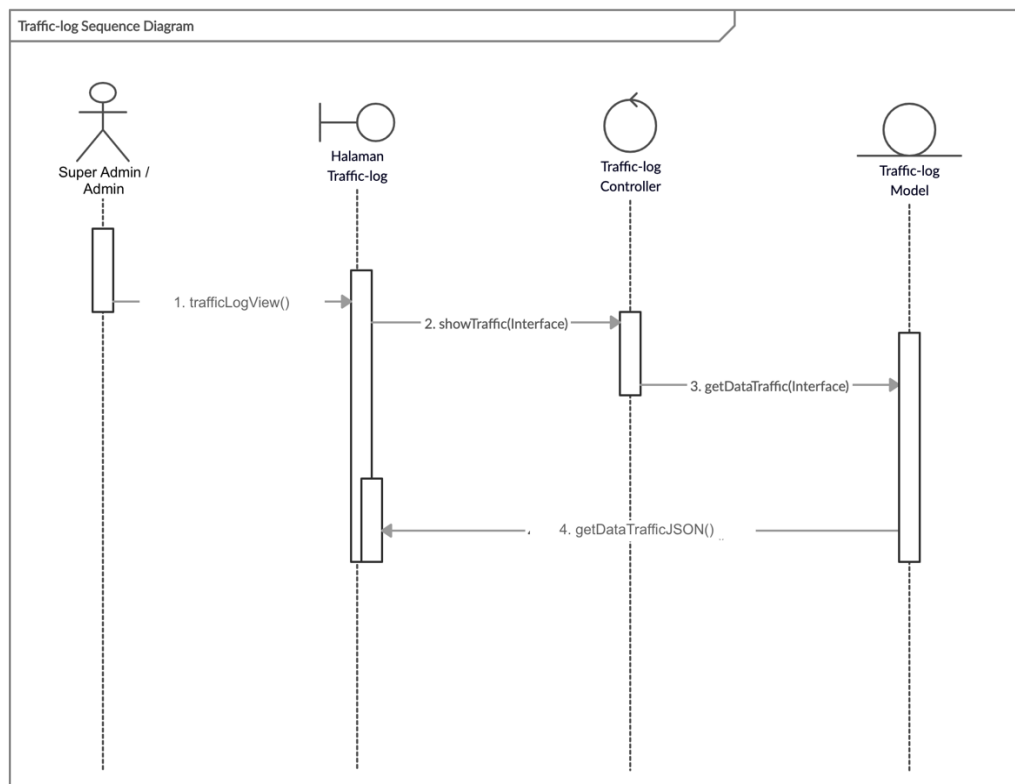 Traffic-log Sequence Diagram
Super Admin /
Admin
Halaman
Traffic-log
Traffic-log
Controller
Traffic-log
Model
1. trafficLogView()
2. showTraffic(Interface)
3. getDataTraffic(Interface)
4. getDataTrafficJSON()